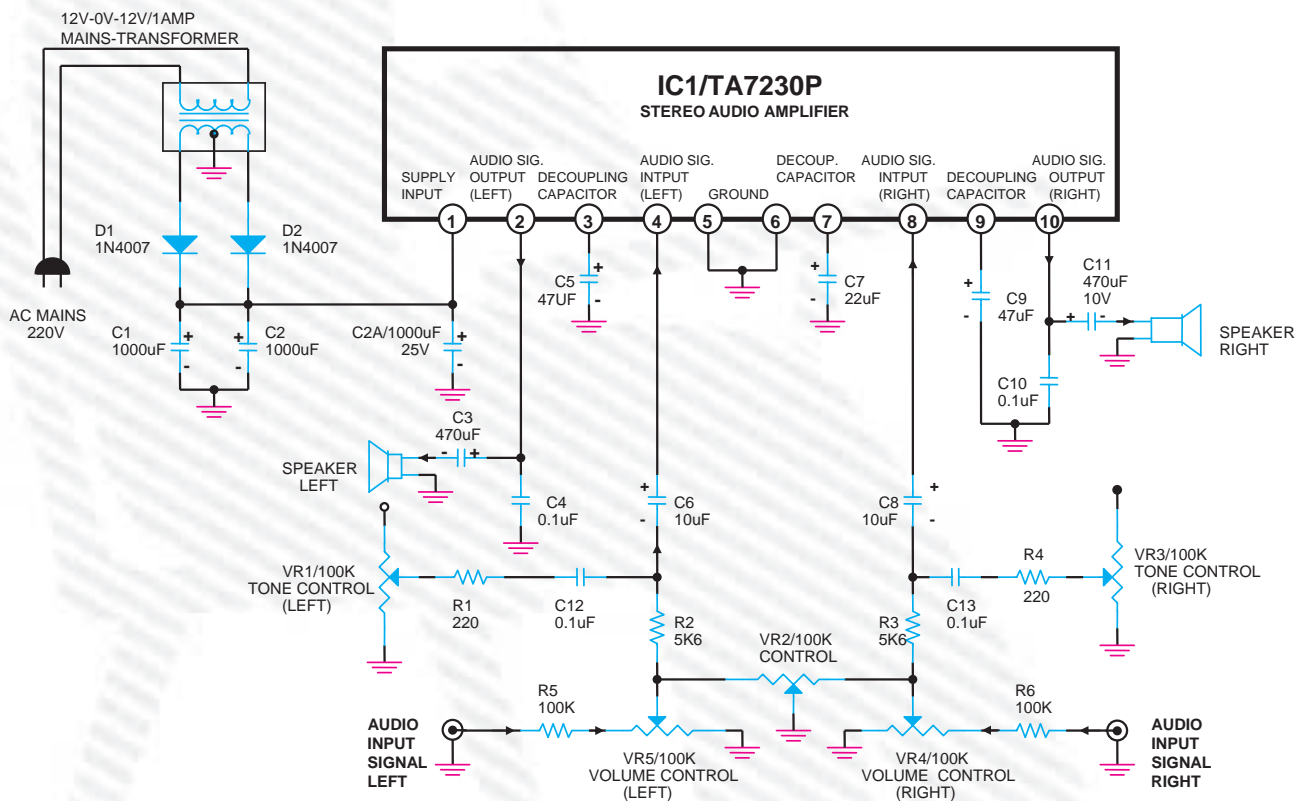 12V-0V-12V/1AMP
MAINS-TRANSFORMER
IC1/TA7230P
STEREO AUDIO AMPLIFIER
SUPPLY
INPUT
AUDIO SIG.
OUTPUT
(LEFT)
DECOUPLING
CAPACITOR
AUDIO SIG.
INTPUT
(LEFT)
GROUND
DECOUP.
CAPACITOR
AUDIO SIG.
INTPUT
(RIGHT)
DECOUPLING
CAPACITOR
AUDIO SIG.
OUTPUT
(RIGHT)
1
2
3
4
5
6
7
8
9
10
D1
1N4007
D2
1N4007
AC MAINS
220V
C1
1000uF
+
-
C2
1000uF
+
-
C2A/1000uF
25V
+
-
C5
47UF
+
-
C7
22uF
+
-
C9
47uF
+
-
C11
470uF
10V
+ -
SPEAKER
RIGHT
C10
0.1uF
C3
470uF
- +
SPEAKER
LEFT
C4
0.1uF
C6
10uF
+
-
C8
10uF
+
-
VR1/100K
TONE CONTROL
(LEFT)
R1
220
C12
0.1uF
R2
5K6
VR2/100K
CONTROL
R3
5K6
C13
0.1uF
R4
220
VR3/100K
TONE CONTROL
(RIGHT)
AUDIO
INPUT
SIGNAL
LEFT
R5
100K
VR5/100K
VOLUME CONTROL
(LEFT)
VR4/100K
VOLUME CONTROL
(RIGHT)
R6
100K
AUDIO
INPUT
SIGNAL
RIGHT